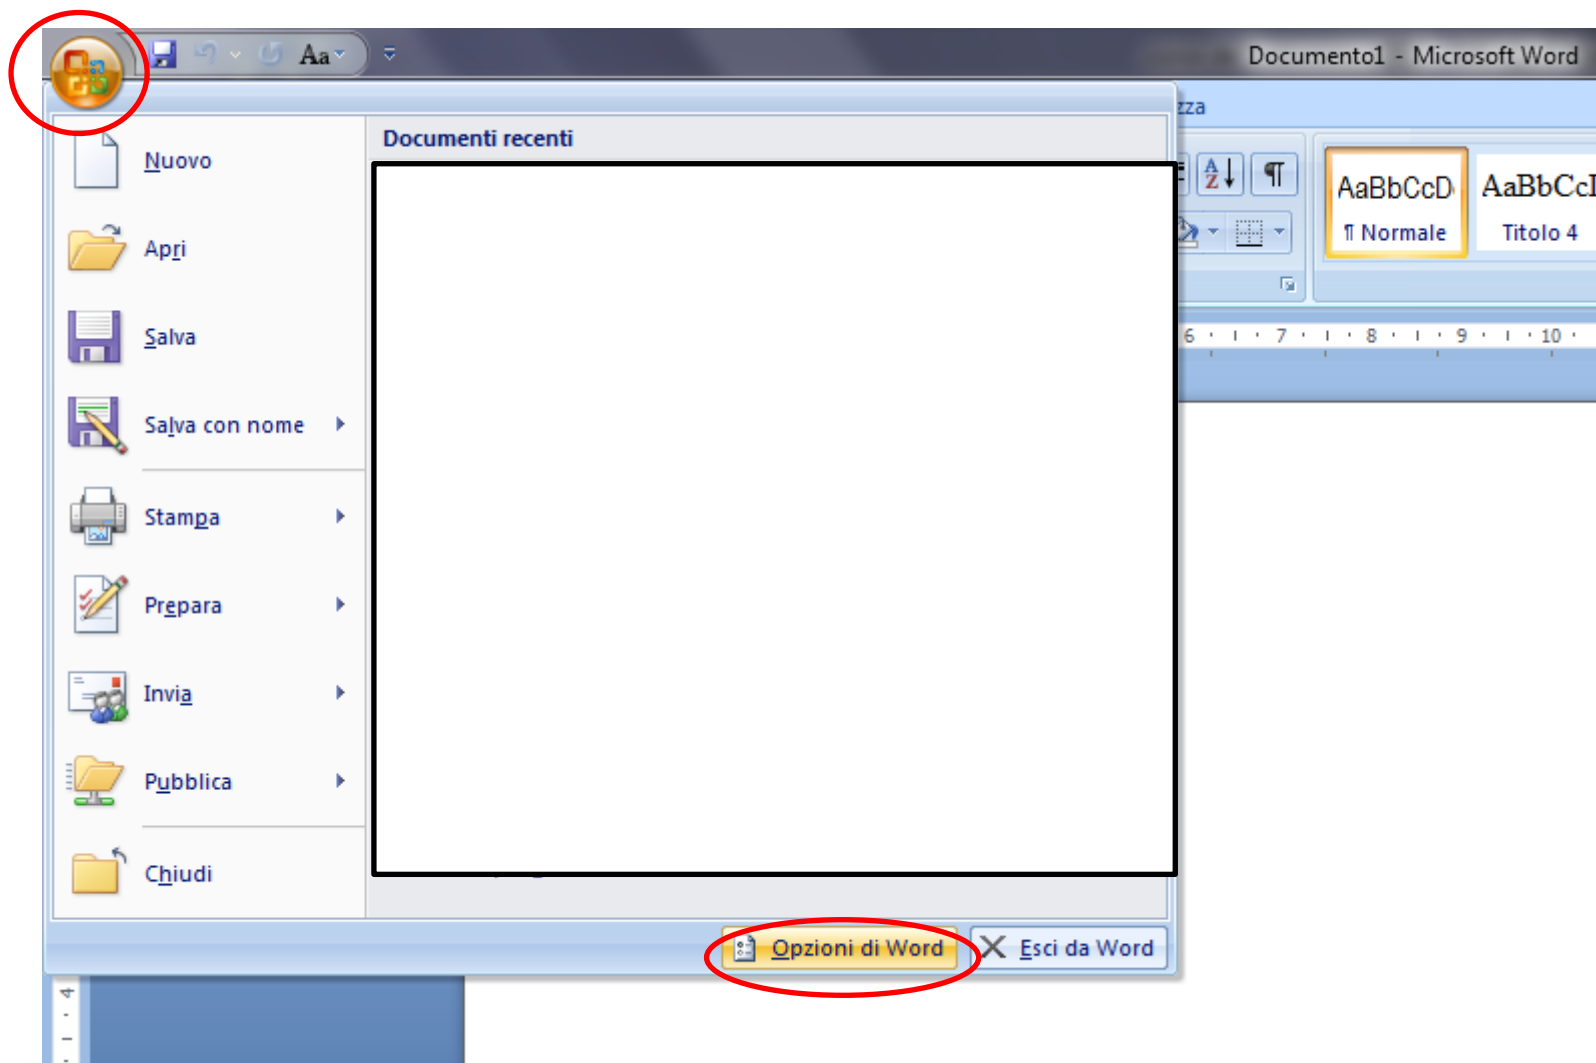 Aa
Documento1 - Microsoft Word
zza
Documenti recenti
Nuovo
Apri
Salva
Salva con nome
Stampa
Prepara
Invia
Pubblica
Chiudi
A
Z
¶
AaBbCcD
AaBbCcI
¶ Normale
Titolo 4
6 · ı · 7 · ı · 8 · ı · 9 · ı · 10 ·
Opzioni di Word
Esci da Word
4